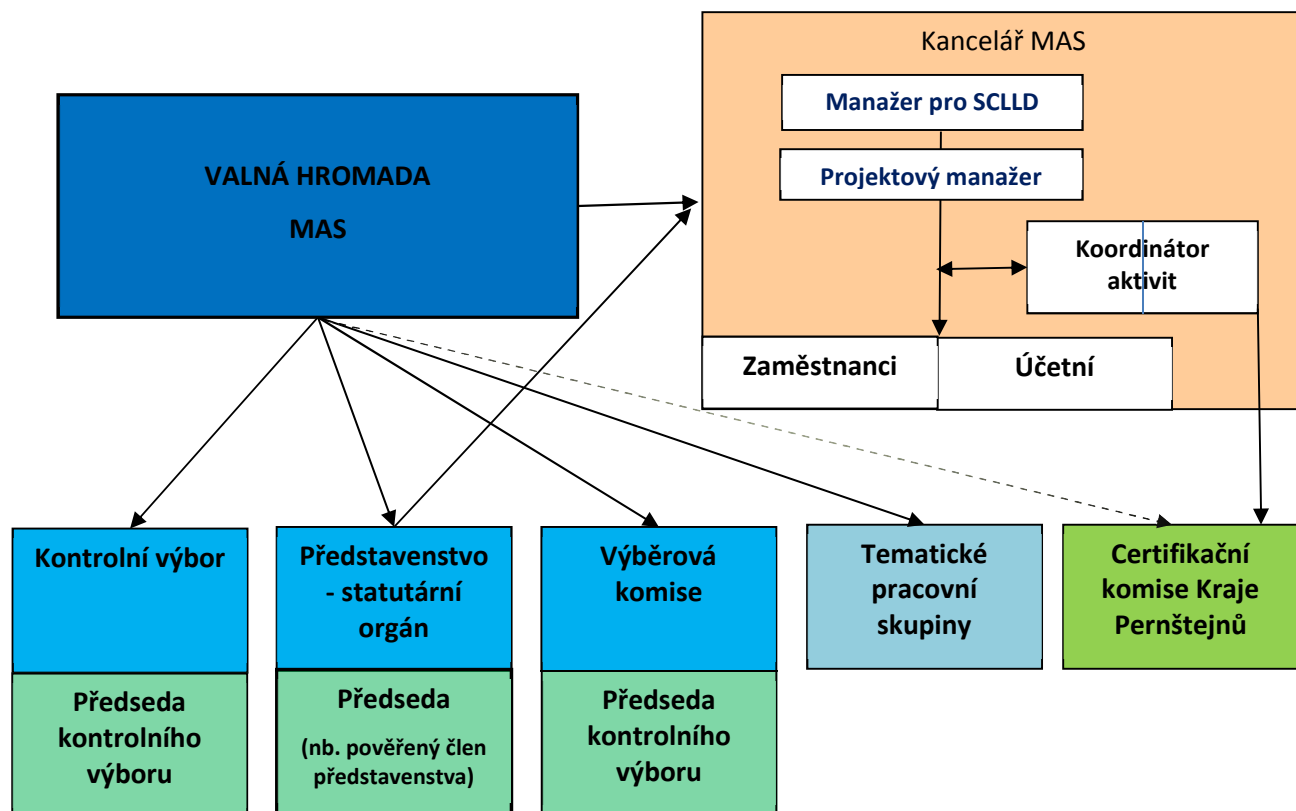 Kancelář MAS
Manažer pro SCLLD
Projektový manažer
VALNÁ HROMADA
MAS
Koordinátor
aktivit
Zaměstnanci
Účetní
Kontrolní výbor
Představenstvo
- statutární
orgán
Výběrová
komise
Tematické
pracovní
skupiny
Certifikační
komise Kraje
Pernštejnů
Předseda
kontrolního
výboru
Předseda
(nb. pověřený člen
představenstva)
Předseda
kontrolního
výboru